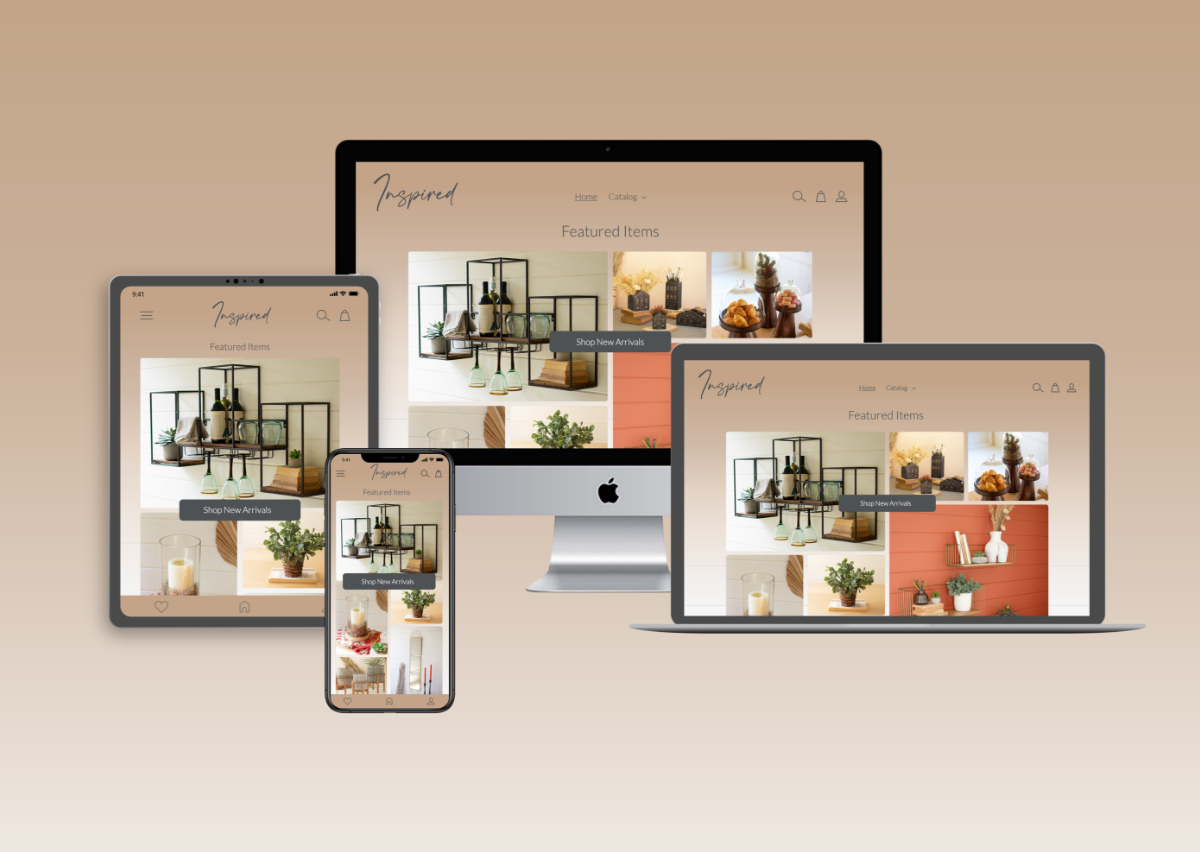 Inspired
Home Catalog
Featured Items
Shop New Arrivals
9:41
Inspired
Featured Items
Shop New Arrivals
Inspired
Home Catalog
Featured Items
Shop New Arrivals
9:41
Inspired
Featured Items
Shop New Arrivals